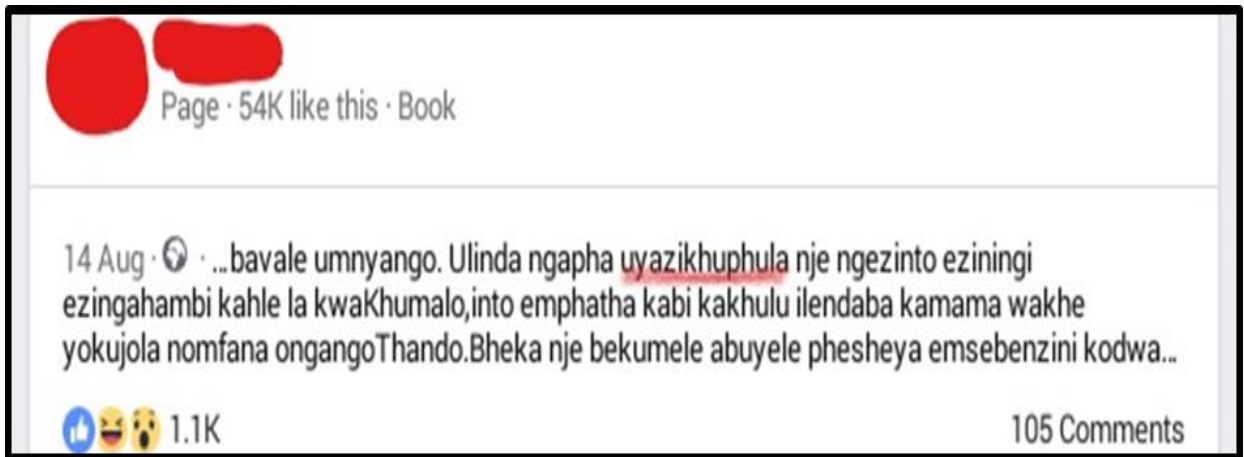 Page · 54K like this · Book
14 Aug · · ...bavale umnyango. Ulinda ngapha uyazikhuphula nje ngezinto eziningi
ezingahambi kahle la kwaKhumalo,into emphatha kabi kakhulu ilendaba kamama wakhe
yokujola nomfana ongangoThando.Bheka nje bekumele abuyele phesheya emsebenzini kodwa...
1.1K 105 Comments